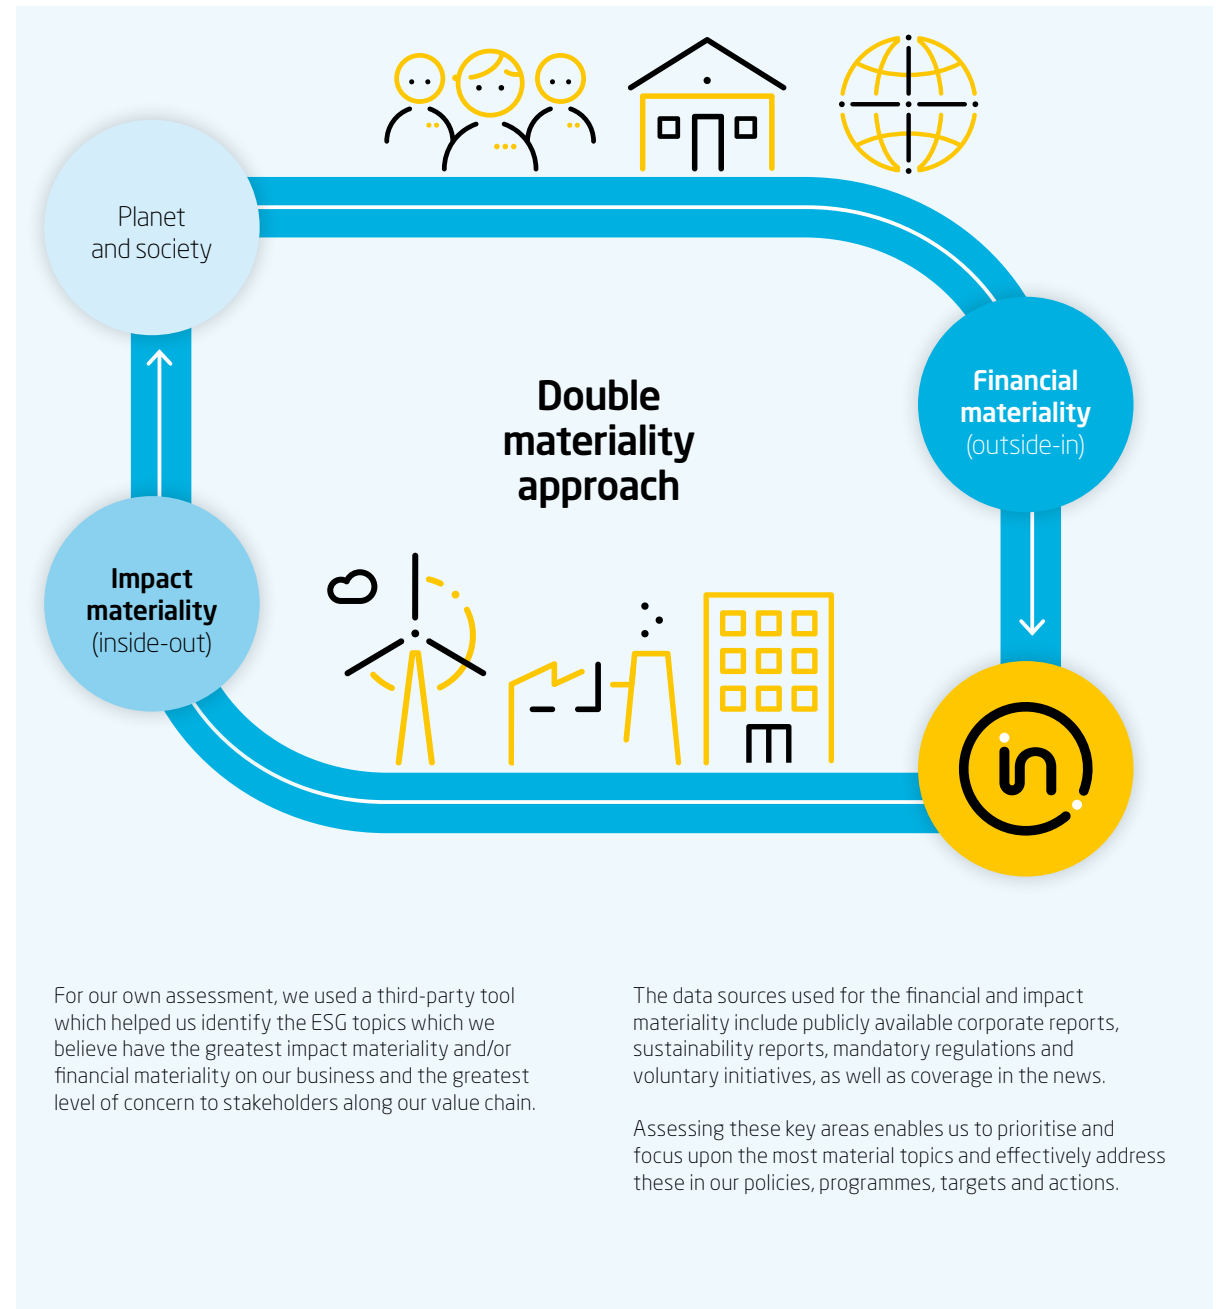 Planet
and society
Double
materiality
approach
Financial
materiality
(outside-in)
Impact
materiality
(inside-out)
in
For our own assessment, we used a third-party tool
which helped us identify the ESG topics which we
believe have the greatest impact materiality and/or
financial materiality on our business and the greatest
level of concern to stakeholders along our value chain.
The data sources used for the financial and impact
materiality include publicly available corporate reports,
sustainability reports, mandatory regulations and
voluntary initiatives, as well as coverage in the news.
Assessing these key areas enables us to prioritise and
focus upon the most material topics and effectively address
these in our policies, programmes, targets and actions.